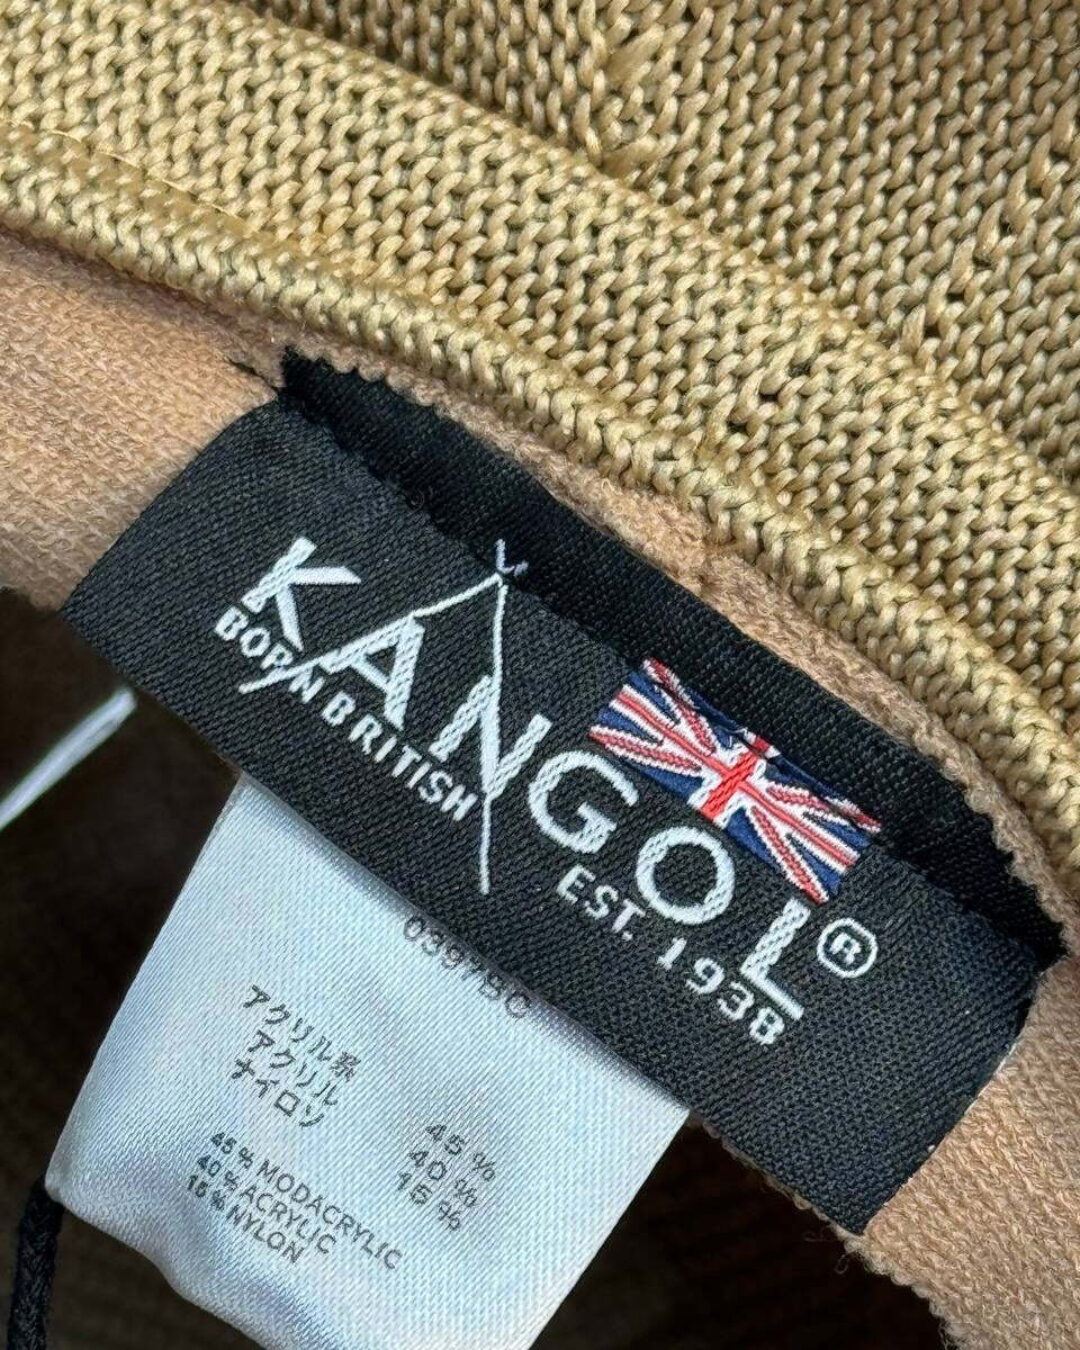 KANGOL®
BORN BRITISH
EST. 1938
アクリル系 45%
アクリル 40%
ナイロン 15%
45% MODACRYLIC
40% ACRYLIC
15% NYLON